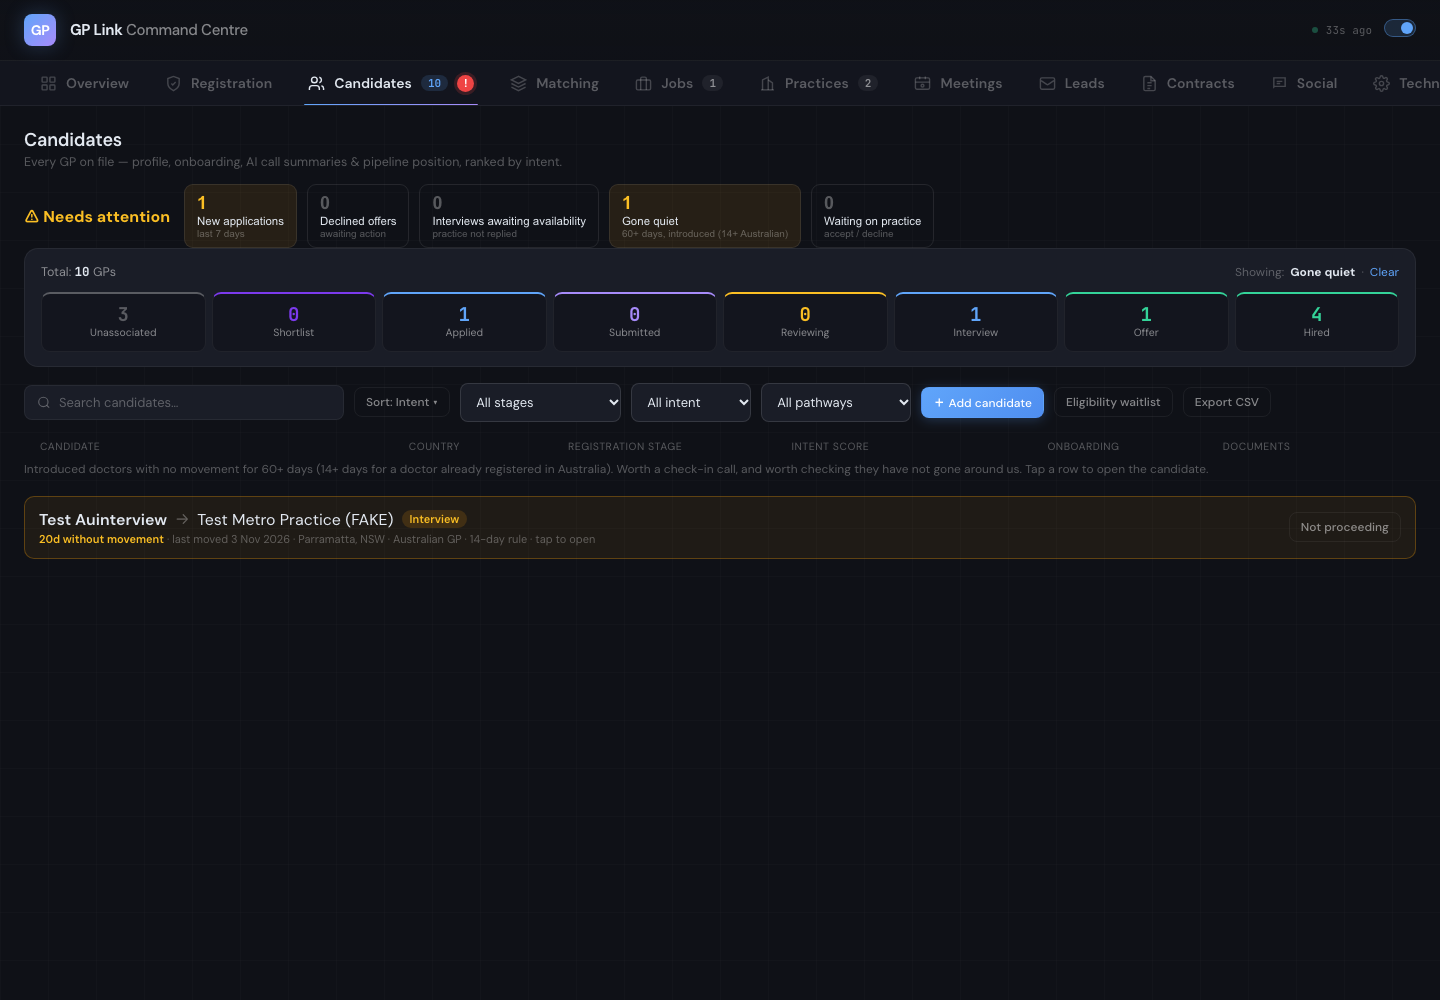 GP GP Link Command Centre 33s ago
Overview Registration Candidates 10 ! Matching Jobs 1 Practices 2 Meetings Leads Contracts Social Techn
Candidates
Every GP on file — profile, onboarding, AI call summaries & pipeline position, ranked by intent.
Needs attention
1 New applications last 7 days
0 Declined offers awaiting action
0 Interviews awaiting availability practice not replied
1 Gone quiet 60+ days, introduced (14+ Australian)
0 Waiting on practice accept / decline
Total: 10 GPs Showing: Gone quiet · Clear
3 Unassociated
0 Shortlist
1 Applied
0 Submitted
0 Reviewing
1 Interview
1 Offer
4 Hired
Search candidates... Sort: Intent ▾ All stages All intent All pathways + Add candidate Eligibility waitlist Export CSV
CANDIDATE COUNTRY REGISTRATION STAGE INTENT SCORE ONBOARDING DOCUMENTS
Introduced doctors with no movement for 60+ days (14+ days for a doctor already registered in Australia). Worth a check-in call, and worth checking they have not gone around us. Tap a row to open the candidate.
Test Auinterview → Test Metro Practice (FAKE) Interview
20d without movement · last moved 3 Nov 2026 · Parramatta, NSW · Australian GP · 14-day rule · tap to open
Not proceeding